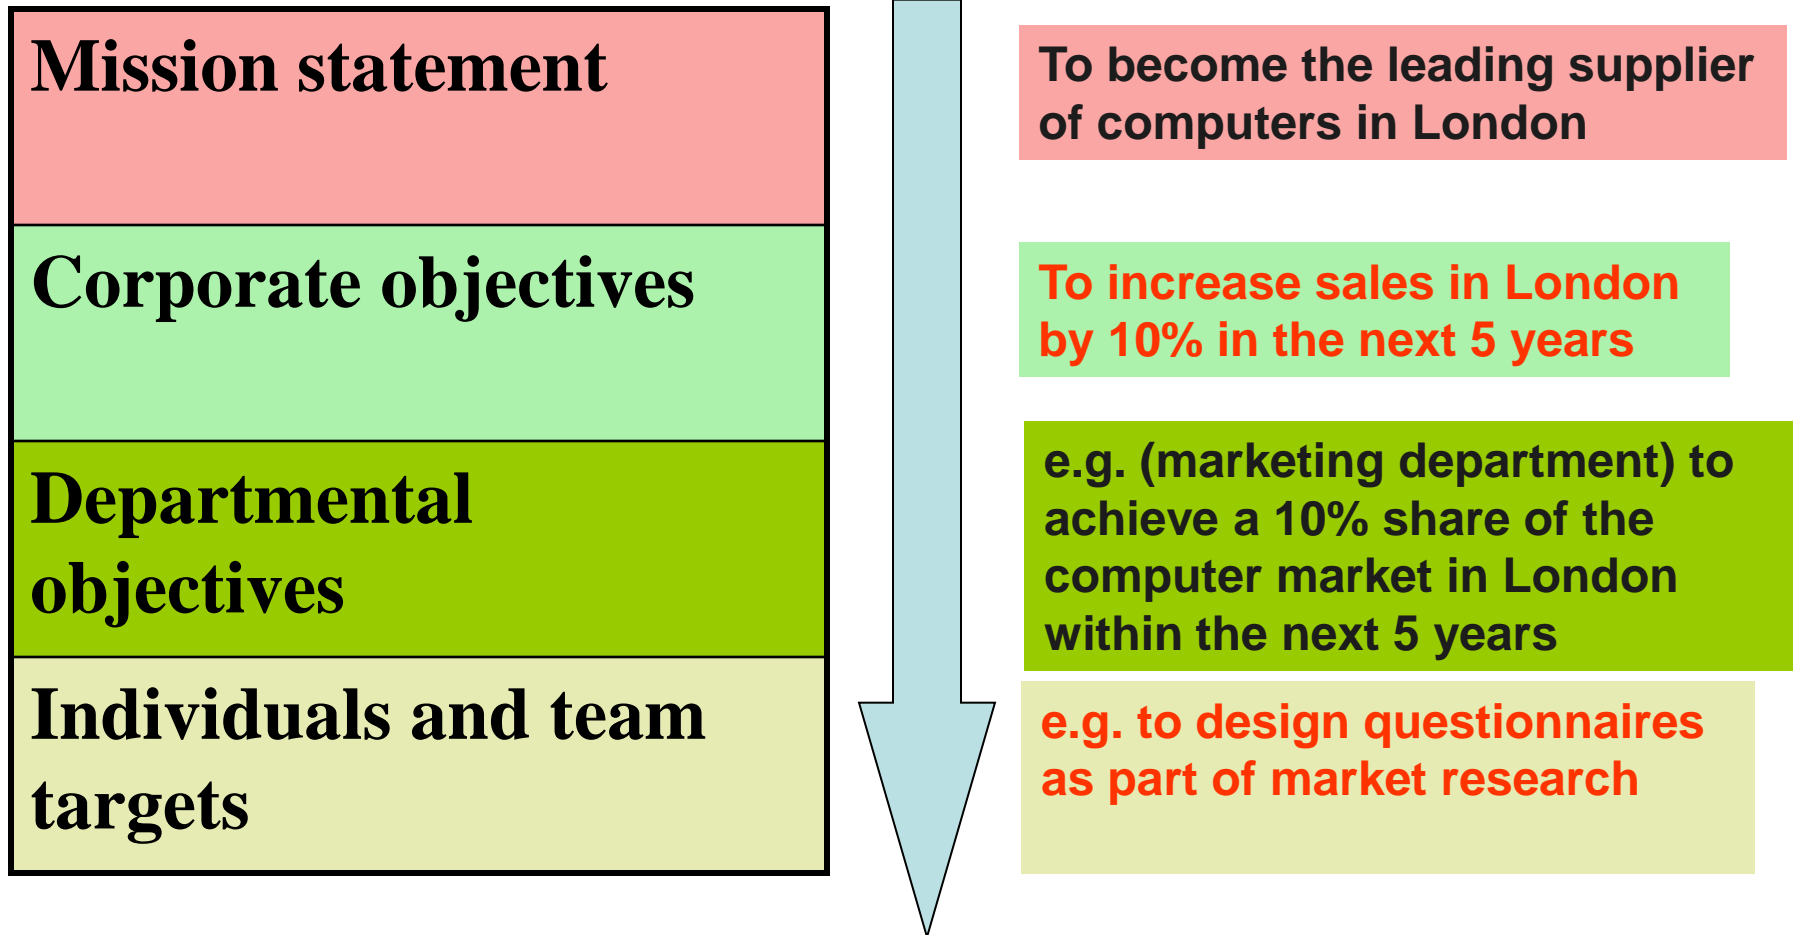 Mission statement
To become the leading supplier
of computers in London
Corporate objectives
To increase sales in London
by 10% in the next 5 years
Departmental
objectives
e.g. (marketing department) to
achieve a 10% share of the
computer market in London
within the next 5 years
Individuals and team
targets
e.g. to design questionnaires
as part of market research